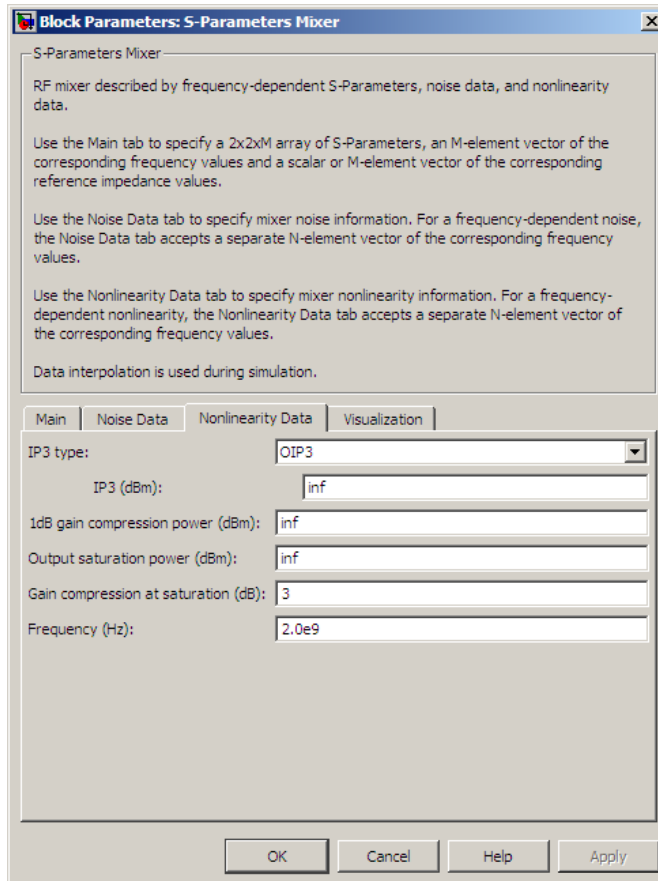 Block Parameters: S-Parameters Mixer
S-Parameters Mixer
RF mixer described by frequency-dependent S-Parameters, noise data, and nonlinearity
data.
Use the Main tab to specify a 2x2xM array of S-Parameters, an M-element vector of the
corresponding frequency values and a scalar or M-element vector of the corresponding
reference impedance values.
Use the Noise Data tab to specify mixer noise information. For a frequency-dependent noise,
the Noise Data tab accepts a separate N-element vector of the corresponding frequency
values.
Use the Nonlinearity Data tab to specify mixer nonlinearity information. For a frequency-
dependent nonlinearity, the Nonlinearity Data tab accepts a separate N-element vector of
the corresponding frequency values.
Data interpolation is used during simulation.
Main Noise Data Nonlinearity Data Visualization
IP3 type: OIP3
IP3 (dBm): inf
1dB gain compression power (dBm): inf
Output saturation power (dBm): inf
Gain compression at saturation (dB): 3
Frequency (Hz): 2.0e9
OK Cancel Help Apply